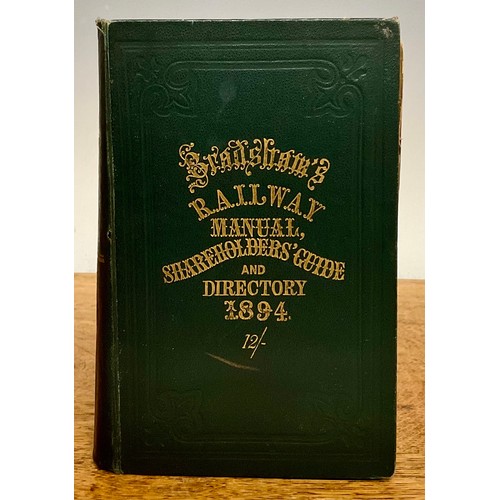 Bradshaw's
RAILWAY
MANUAL,
SHAREHOLDERS' GUIDE
AND
DIRECTORY
1894.
12/-